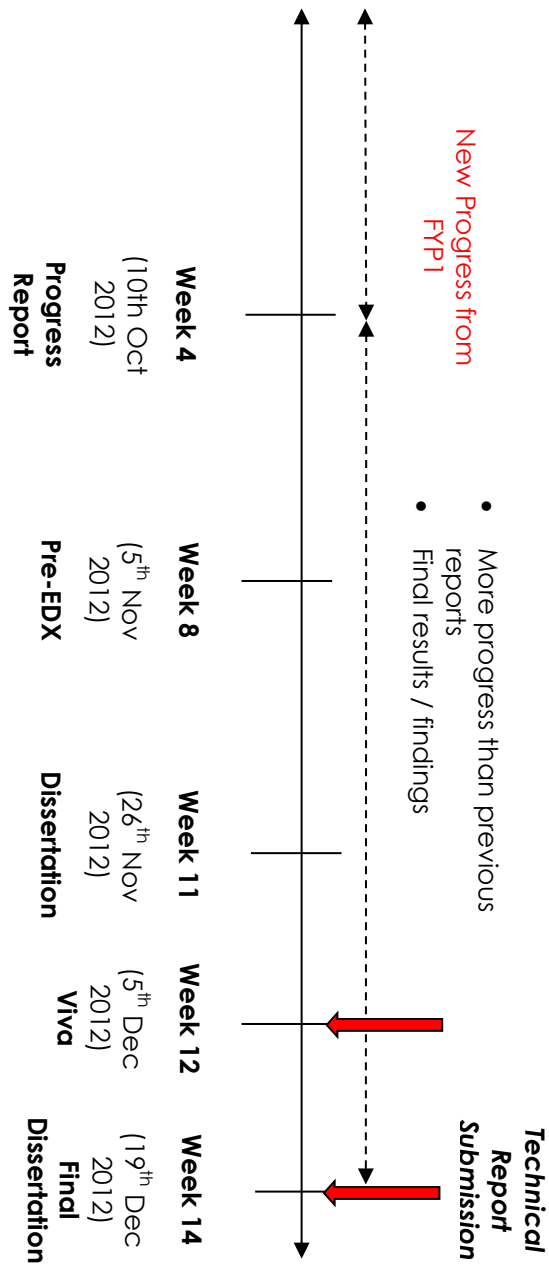 New Progress from
FYP1
• More progress than previous
reports
• Final results / findings
Technical
Report
Submission
Week 4
(10th Oct
2012)
Progress
Report
Week 8
(5th Nov
2012)
Pre-EDX
Week 11
(26th Nov
2012)
Dissertation
Week 12
(5th Dec
2012)
Viva
Week 14
(19th Dec
2012)
Final
Dissertation